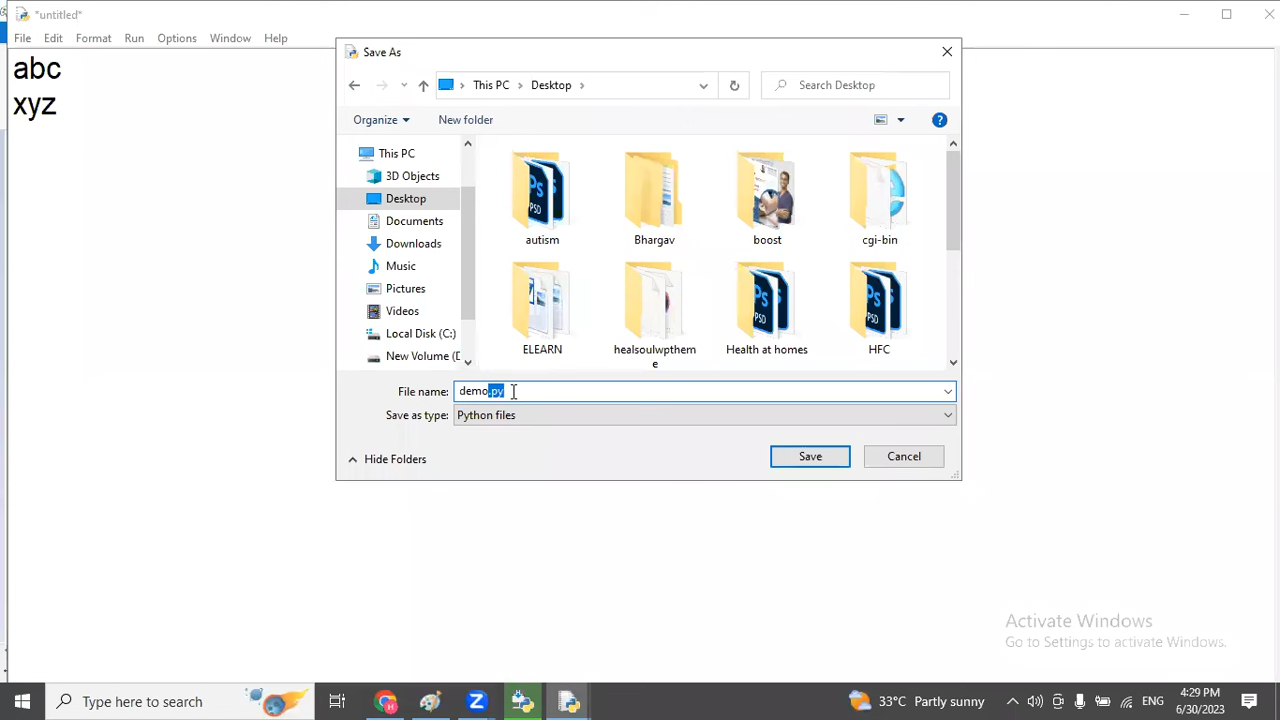 *untitled*
File Edit Format Run Options Window Help
abc
xyz
Save As
This PC Desktop
Search Desktop
Organize New folder
This PC
3D Objects
Desktop
Documents
Downloads
Music
Pictures
Videos
Local Disk (C:)
New Volume (D
autism Bhargav boost cgi-bin
ELEARN healsoulwpthem
e Health at homes HFC
PSD
PSD
PSD
File name: demo.py
Save as type: Python files
Hide Folders
Save Cancel
Activate Windows
Go to Settings to activate Windows.
Type here to search
33°C Partly sunny
ENG
4:29 PM
6/30/2023